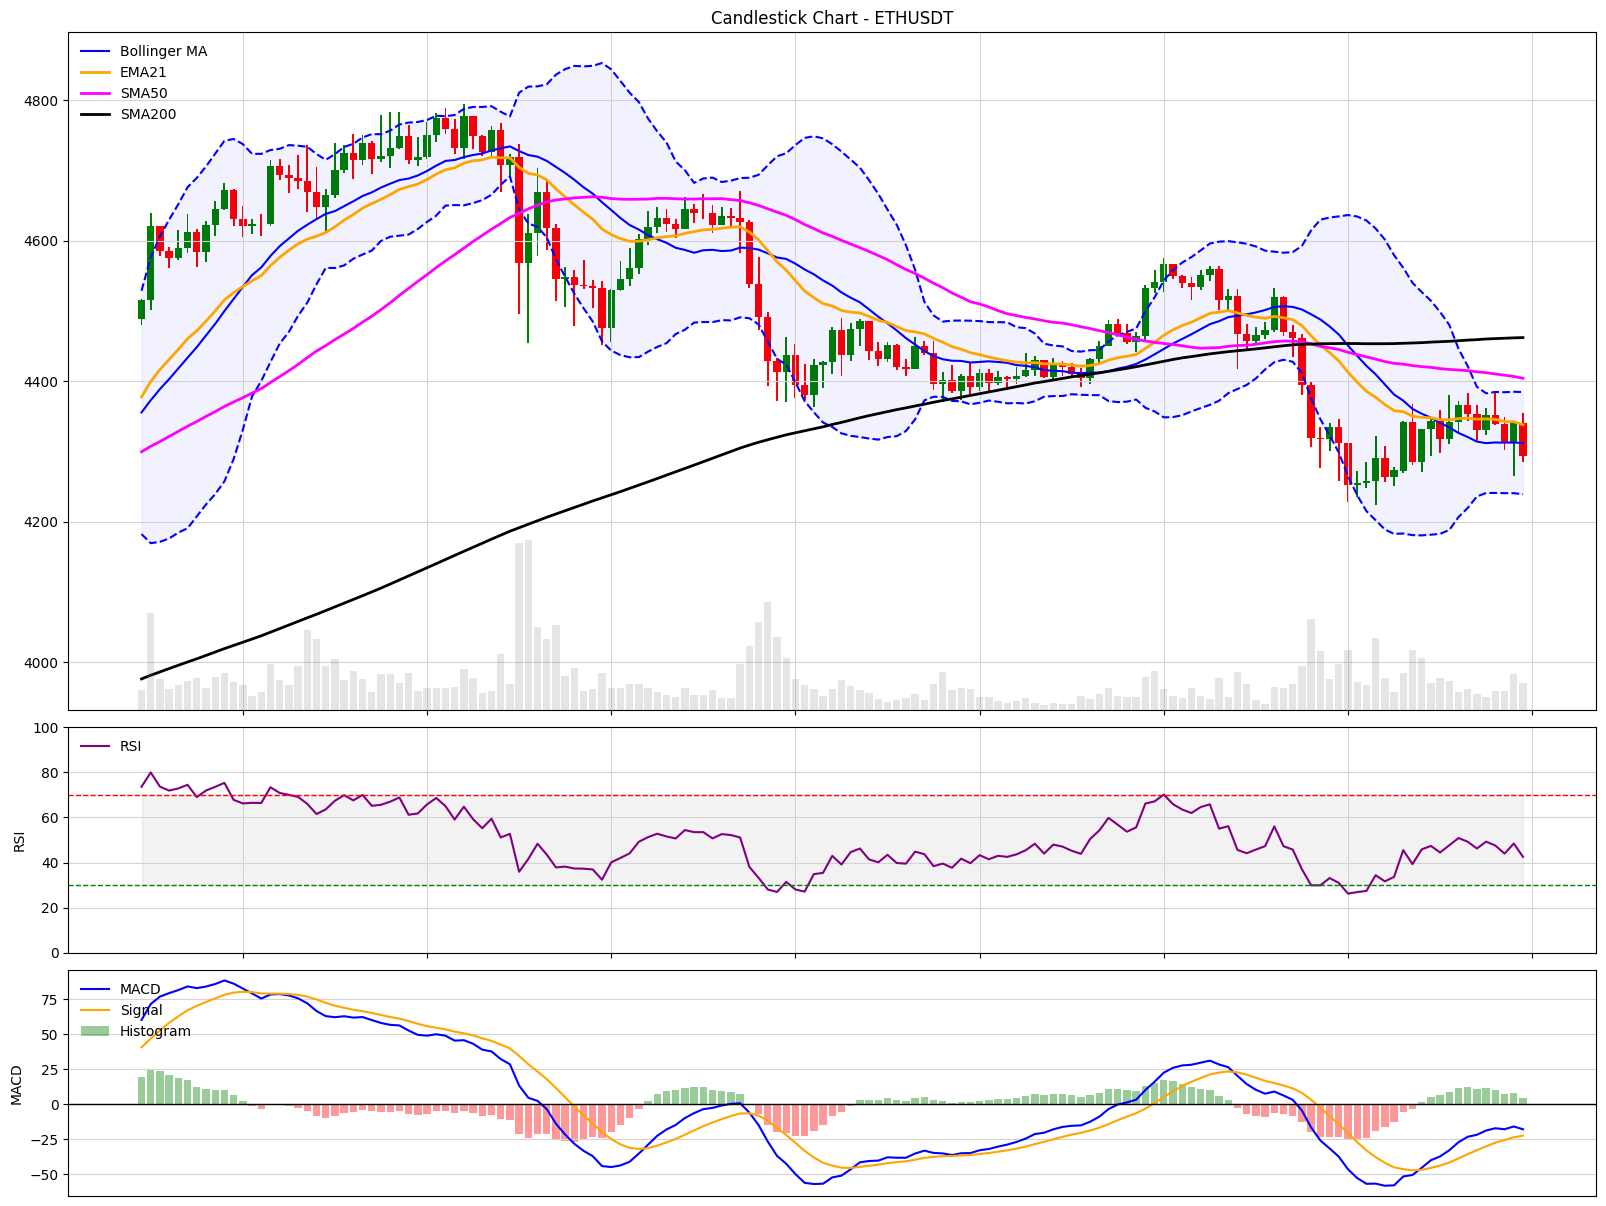 Candlestick Chart - ETHUSDT
Bollinger MA
EMA21
SMA50
SMA200
4800
4600
4400
4200
4000
RSI
100
80
60
40
20
0
RSI
MACD
Signal
Histogram
75
50
25
0
−25
−50
MACD